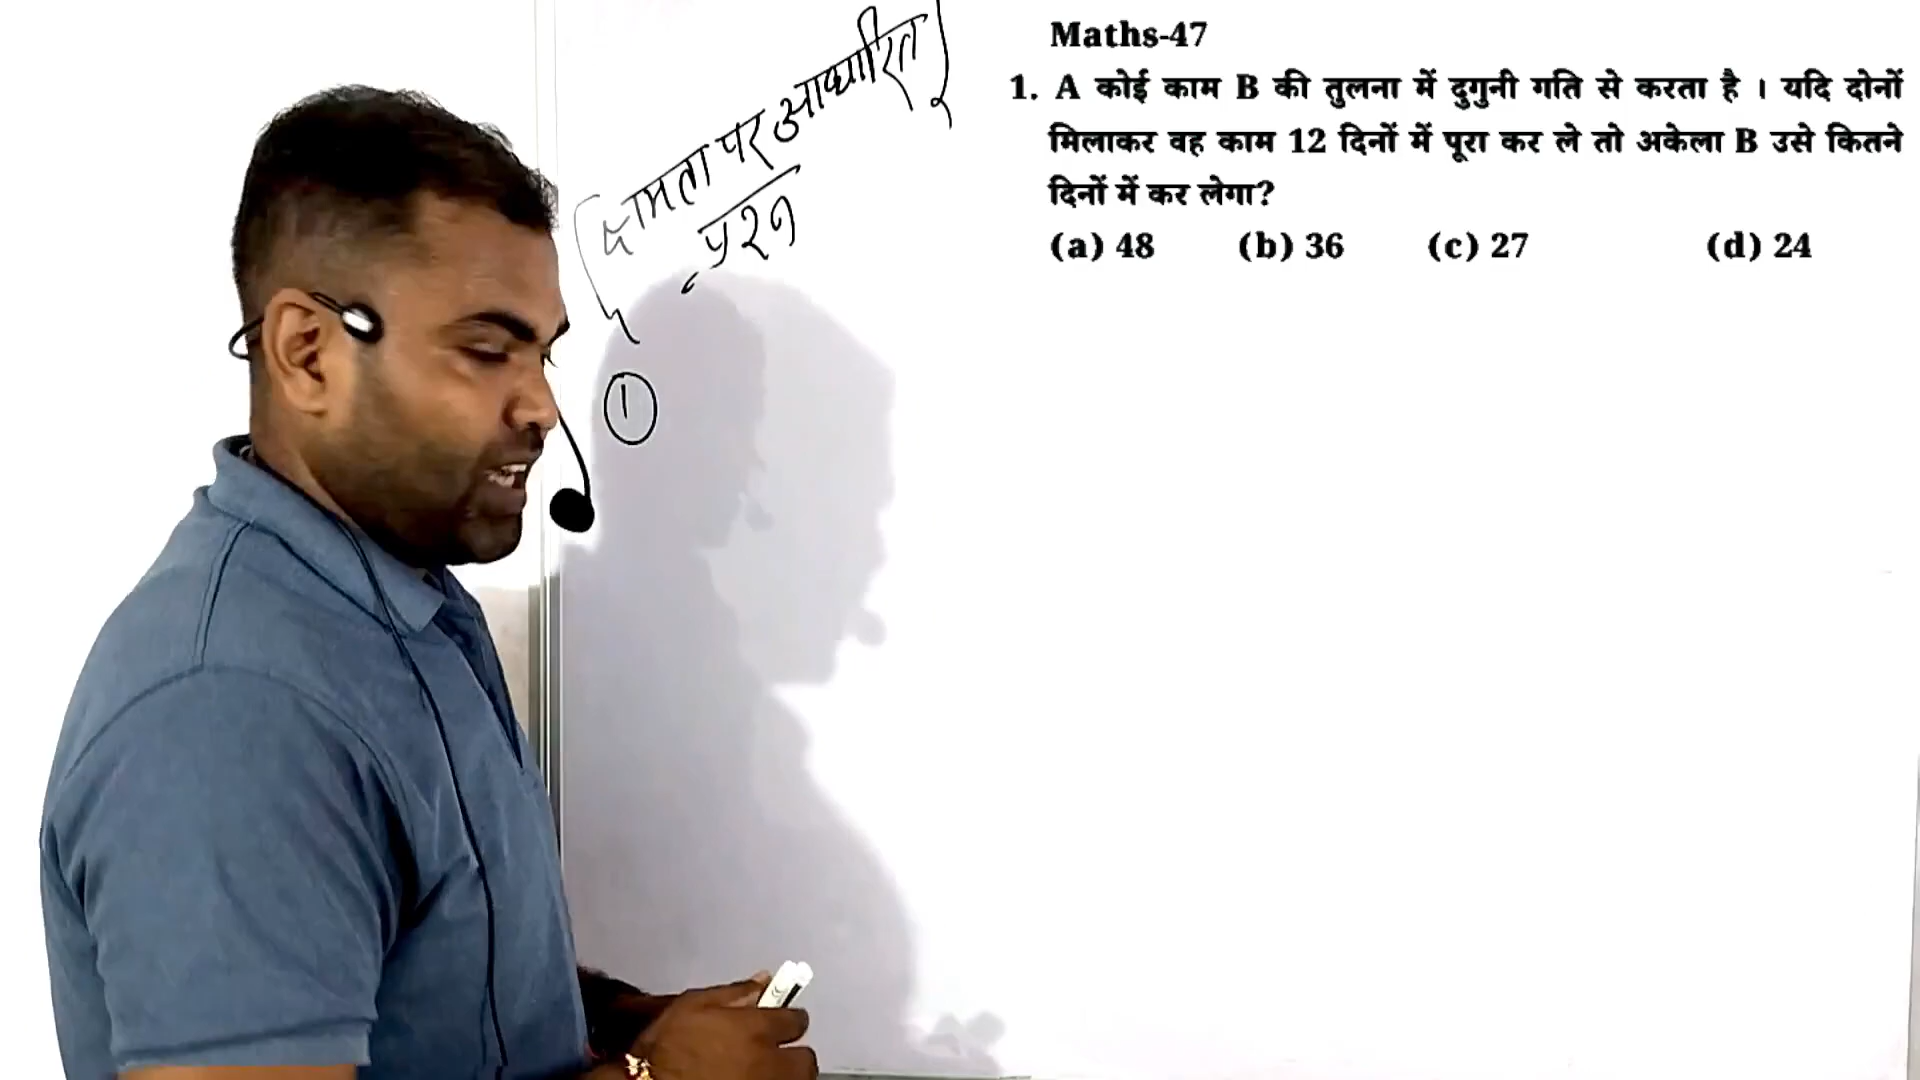 Maths-47
1. A कोई काम B की तुलना में दुगुनी गति से करता है । यदि दोनों
मिलाकर वह काम 12 दिनों में पूरा कर ले तो अकेला B उसे कितने
दिनों में कर लेगा?
(a) 48 (b) 36 (c) 27 (d) 24
क्षमता पर आधारित
प्रश्न
1